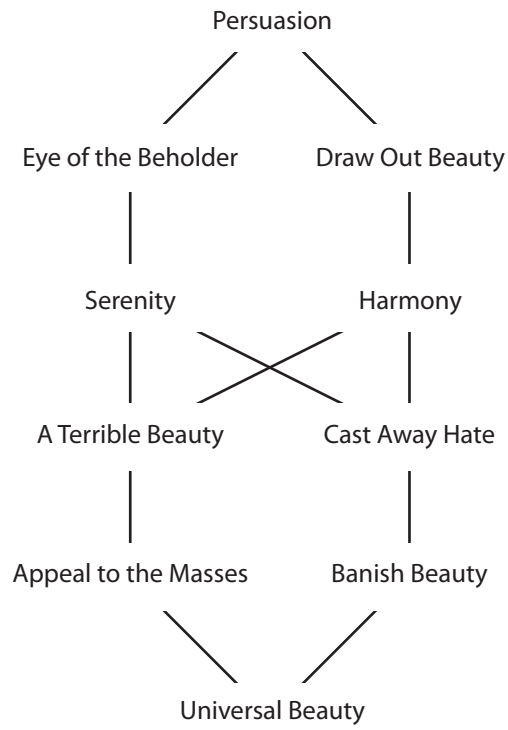 Persuasion
Eye of the Beholder
Draw Out Beauty
Serenity
Harmony
A Terrible Beauty
Cast Away Hate
Appeal to the Masses
Banish Beauty
Universal Beauty